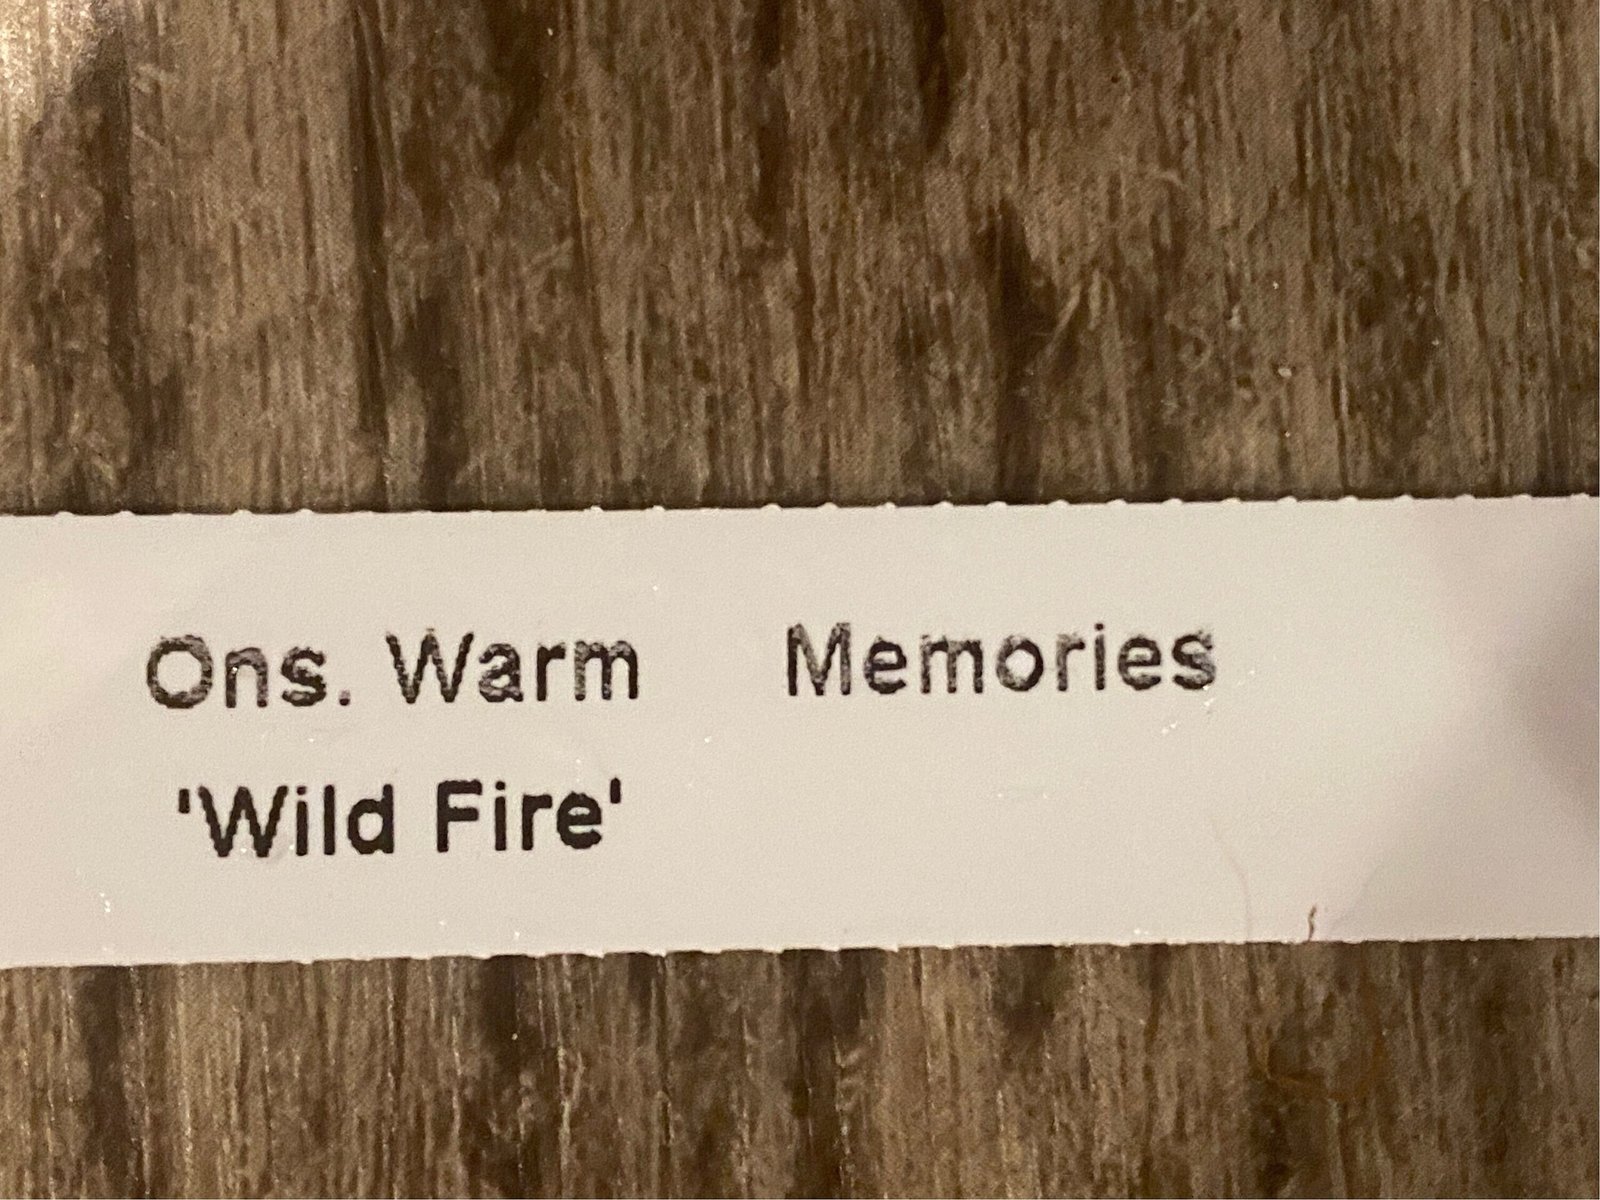 Ons. Warm Memories
'Wild Fire'